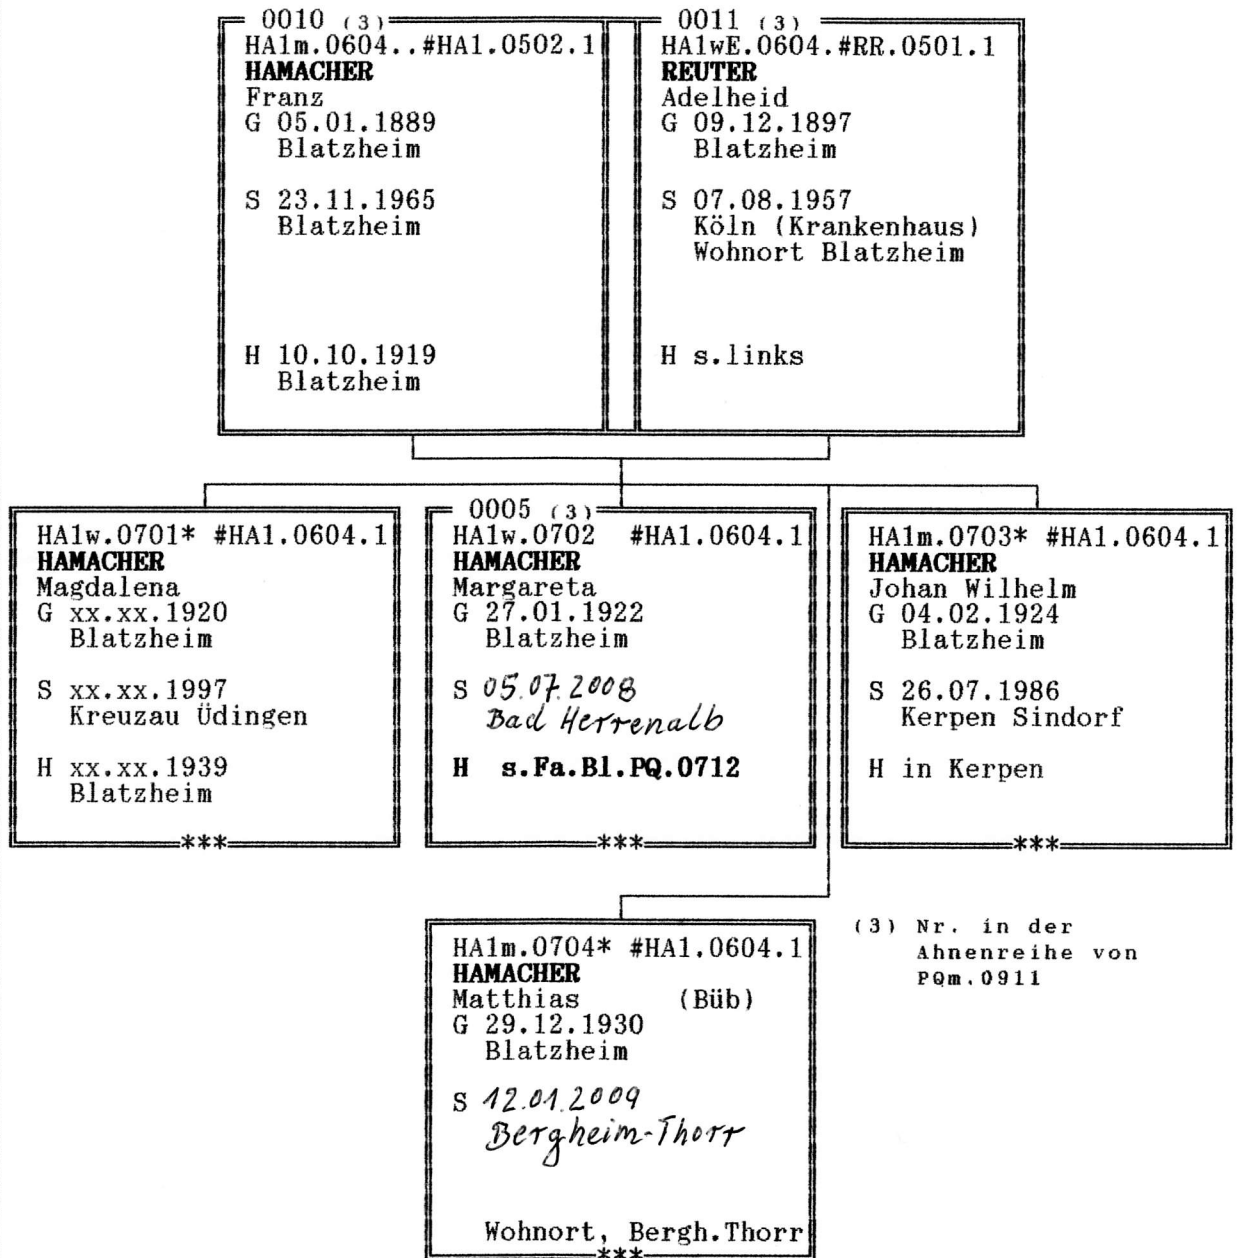 0010 (3)
HA1m.0604..#HA1.0502.1
HAMACHER
Franz
G 05.01.1889
Blatzheim
S 23.11.1965
Blatzheim
H 10.10.1919
Blatzheim
0011 (3)
HA1wE.0604.#RR.0501.1
REUTER
Adelheid
G 09.12.1897
Blatzheim
S 07.08.1957
Köln (Krankenhaus)
Wohnort Blatzheim
H s.links
HA1w.0701* #HA1.0604.1
HAMACHER
Magdalena
G xx.xx.1920
Blatzheim
S xx.xx.1997
Kreuzau Üdingen
H xx.xx.1939
Blatzheim
***
0005 (3)
HA1w.0702 #HA1.0604.1
HAMACHER
Margareta
G 27.01.1922
Blatzheim
S 05.07.2008
Bad Herrenalb
H s.Fa.Bl.PQ.0712
***
HA1m.0703* #HA1.0604.1
HAMACHER
Johan Wilhelm
G 04.02.1924
Blatzheim
S 26.07.1986
Kerpen Sindorf
H in Kerpen
***
HA1m.0704* #HA1.0604.1
HAMACHER
Matthias (Büb)
G 29.12.1930
Blatzheim
S 12.01.2009
Bergheim-Thorr
Wohnort, Bergh.Thorr
***
(3) Nr. in der
Ahnenreihe von
PQm.0911